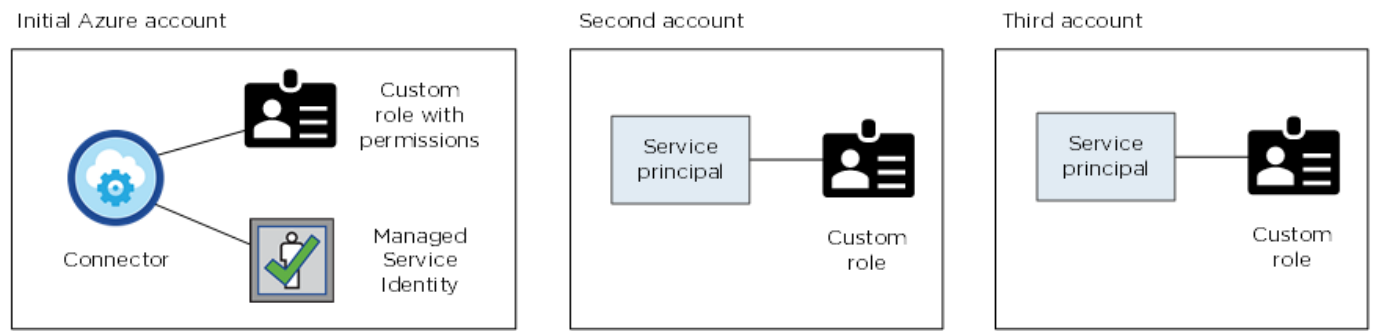 Initial Azure account
Custom
role with
permissions
Connector
Managed
Service
Identity
Second account
Service
principal
Custom
role
Third account
Service
principal
Custom
role